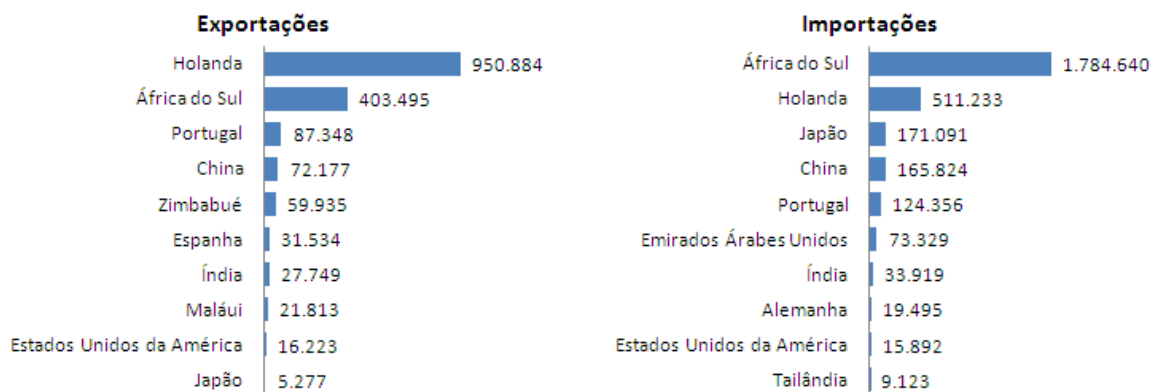 Exportações
Holanda 950.884
África do Sul 403.495
Portugal 87.348
China 72.177
Zimbabué 59.935
Espanha 31.534
Índia 27.749
Maláui 21.813
Estados Unidos da América 16.223
Japão 5.277
Importações
África do Sul 1.784.640
Holanda 511.233
Japão 171.091
China 165.824
Portugal 124.356
Emirados Árabes Unidos 73.329
Índia 33.919
Alemanha 19.495
Estados Unidos da América 15.892
Tailândia 9.123